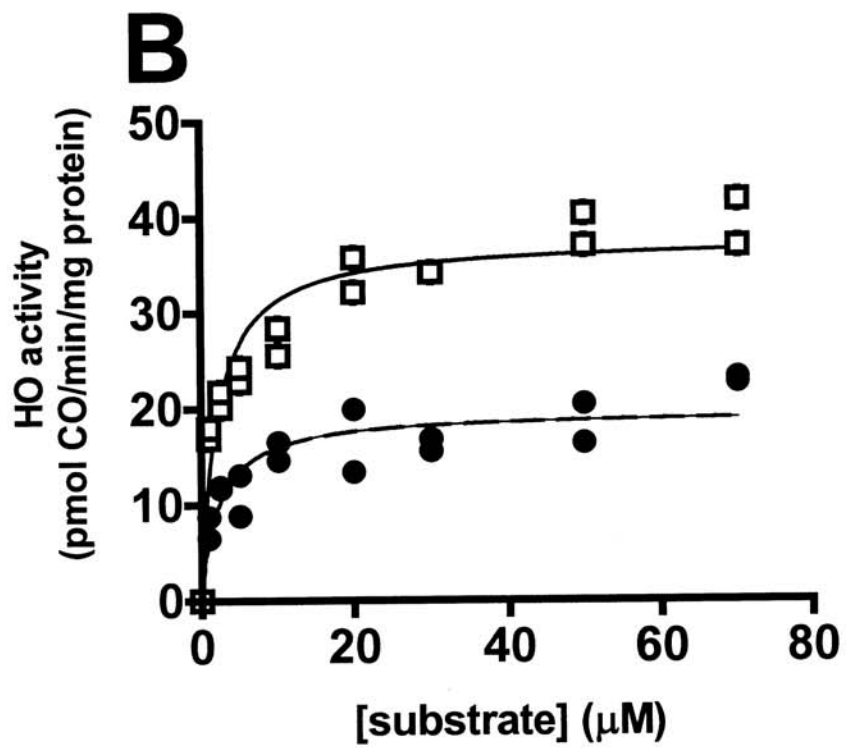 B
HO activity
(pmol CO/min/mg protein)
50
40
30
20
10
0
0 20 40 60 80
[substrate] (μM)